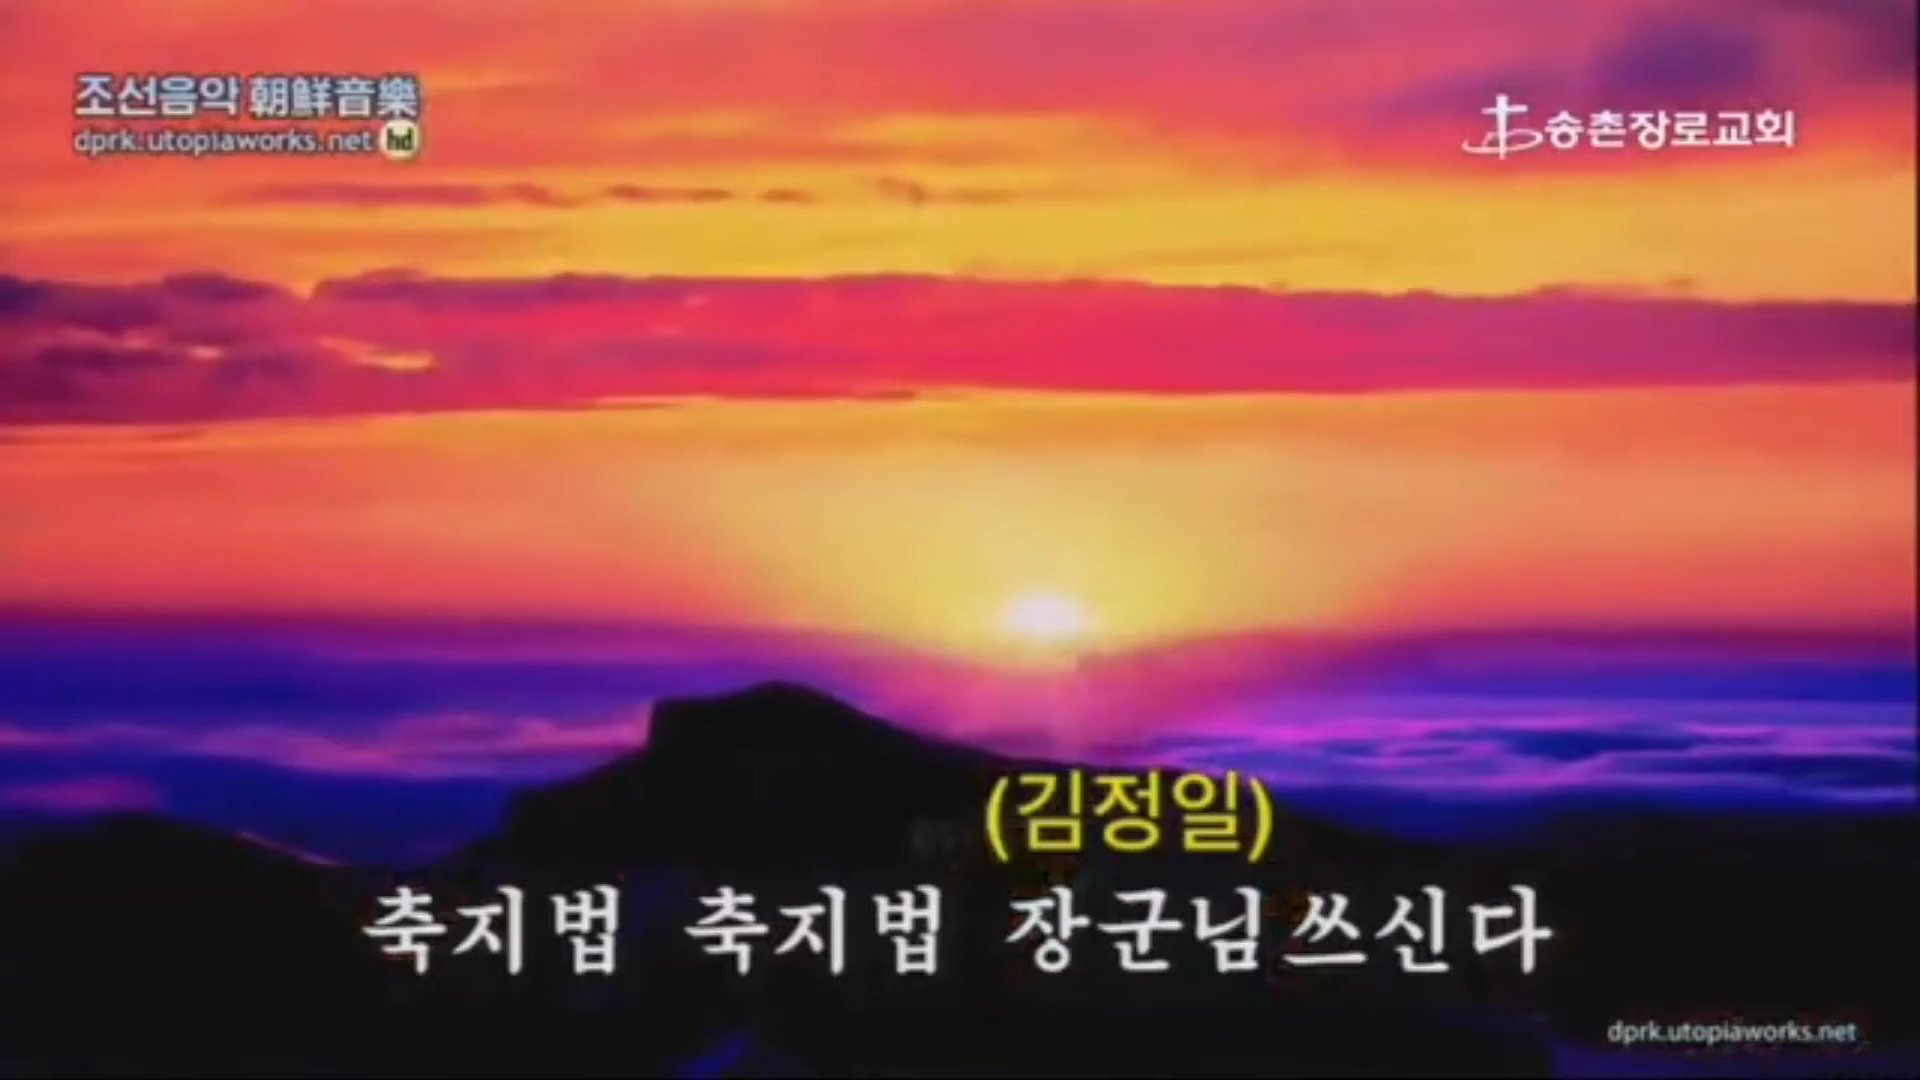 조선음악 朝鮮音樂
dprk.utopiaworks.net hd
송촌장로교회
(김정일)
축지법 축지법 장군님쓰신다
dprk.utopiaworks.net